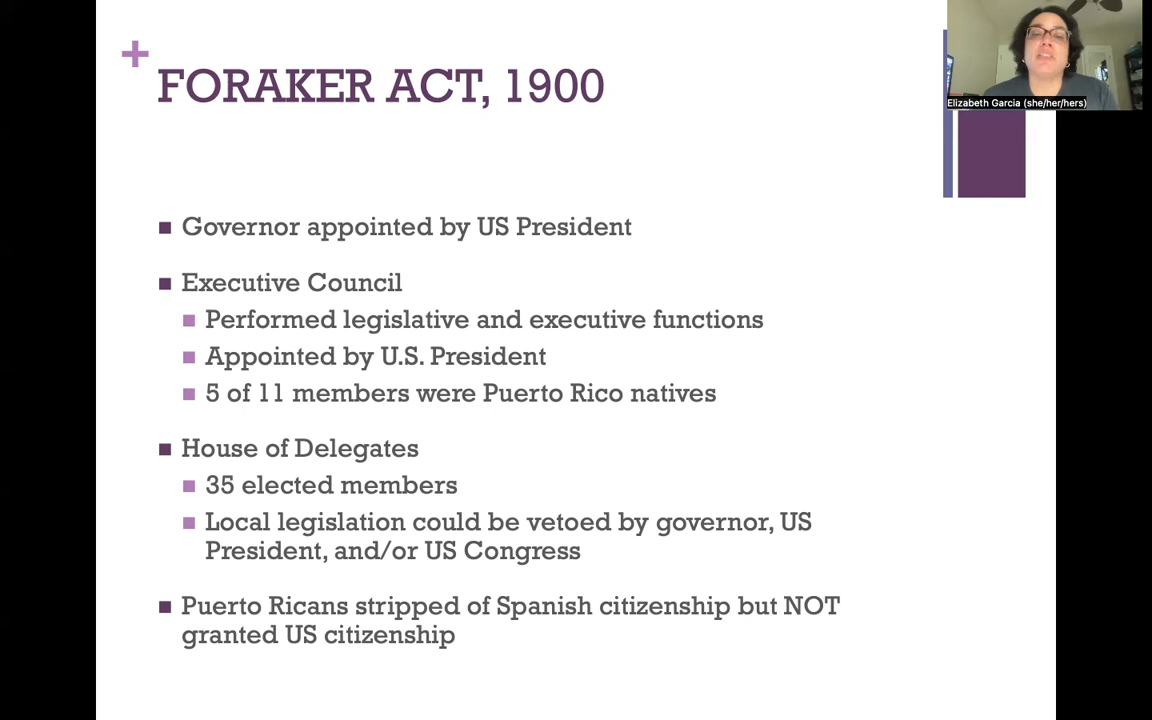 +
FORAKER ACT, 1900
Elizabeth Garcia (she/her/hers)
Governor appointed by US President
Executive Council
Performed legislative and executive functions
Appointed by U.S. President
5 of 11 members were Puerto Rico natives
House of Delegates
35 elected members
Local legislation could be vetoed by governor, US
President, and/or US Congress
Puerto Ricans stripped of Spanish citizenship but NOT
granted US citizenship